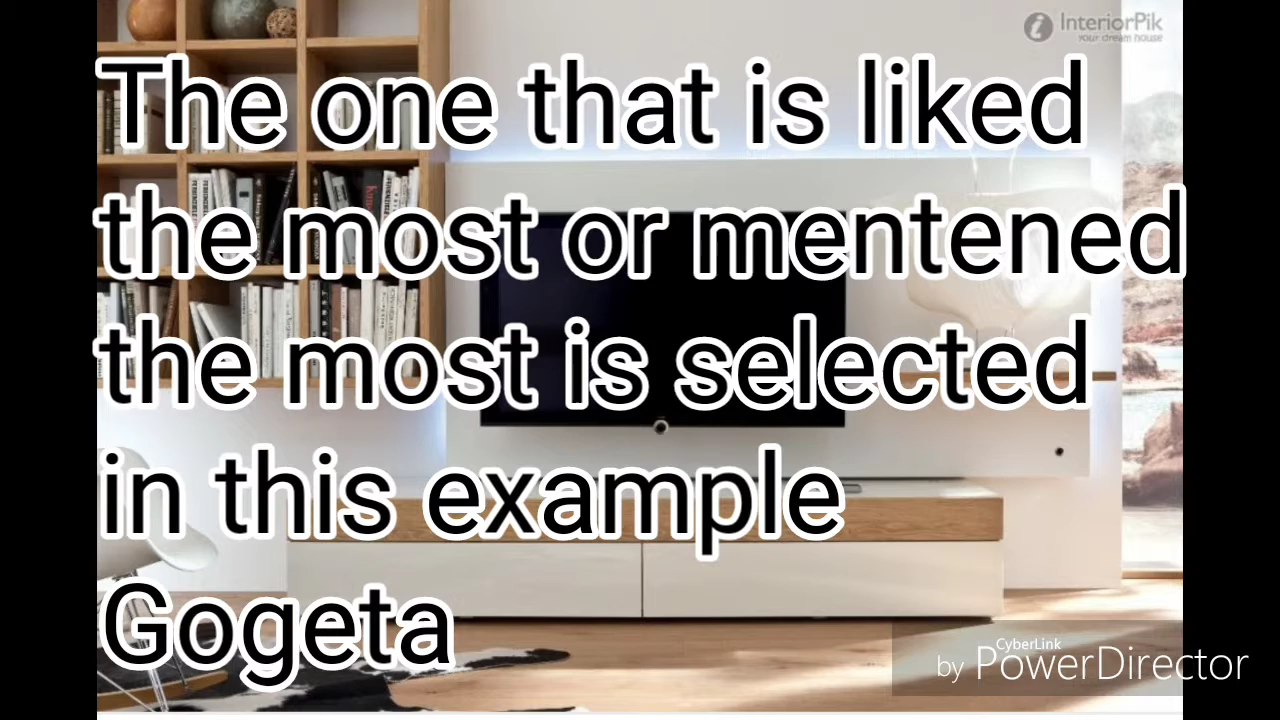 InteriorPik
your dream house
The one that is liked
the most or mentened
the most is selected
in this example
Gogeta
CyberLink
by PowerDirector